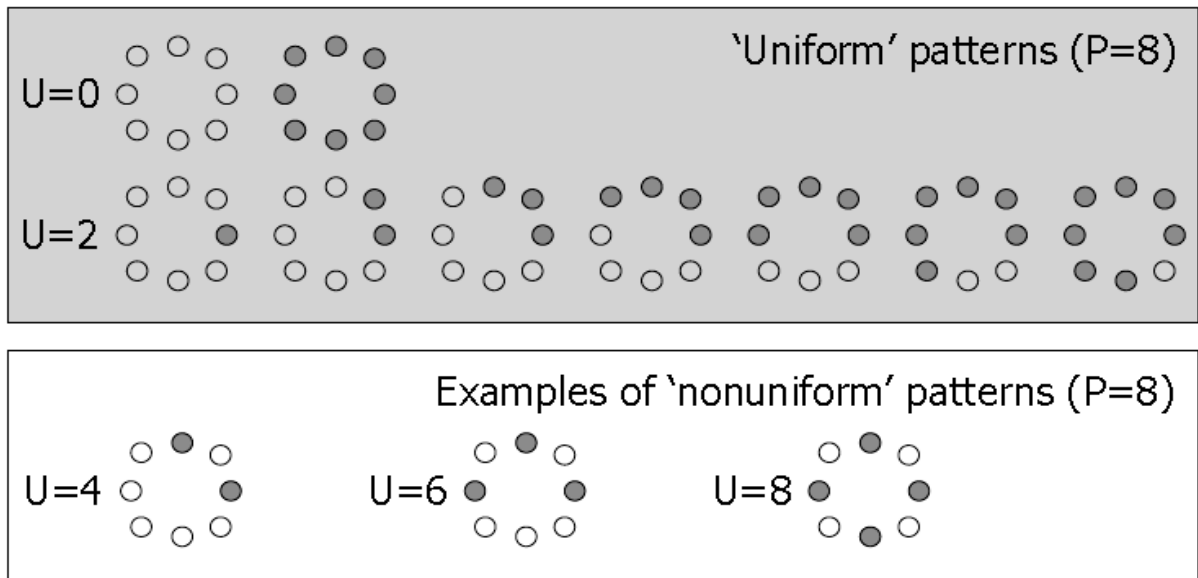 ‘Uniform’ patterns (P=8)
U=0
U=2
Examples of ‘nonuniform’ patterns (P=8)
U=4 U=6 U=8